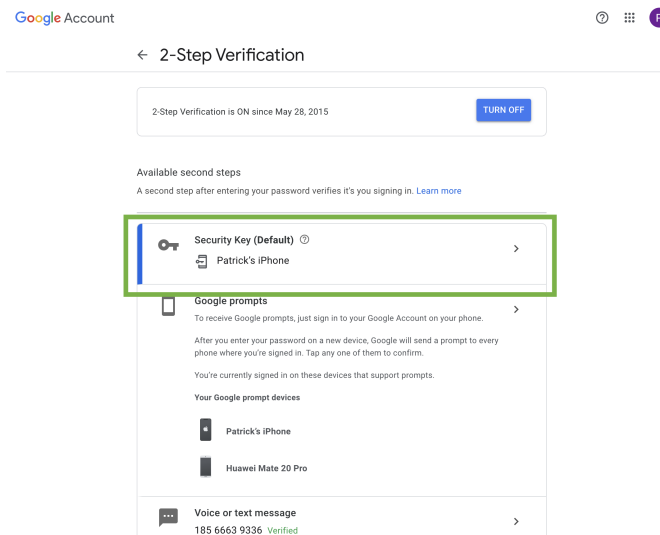 Google Account
2-Step Verification
2-Step Verification is ON since May 28, 2015
TURN OFF
Available second steps
A second step after entering your password verifies it's you signing in. Learn more
Security Key (Default)
Patrick's iPhone
Google prompts
To receive Google prompts, just sign in to your Google Account on your phone.
After you enter your password on a new device, Google will send a prompt to every
phone where you're signed in. Tap any one of them to confirm.
You're currently signed in on these devices that support prompts.
Your Google prompt devices
Patrick's iPhone
Huawei Mate 20 Pro
Voice or text message
185 6663 9336 Verified